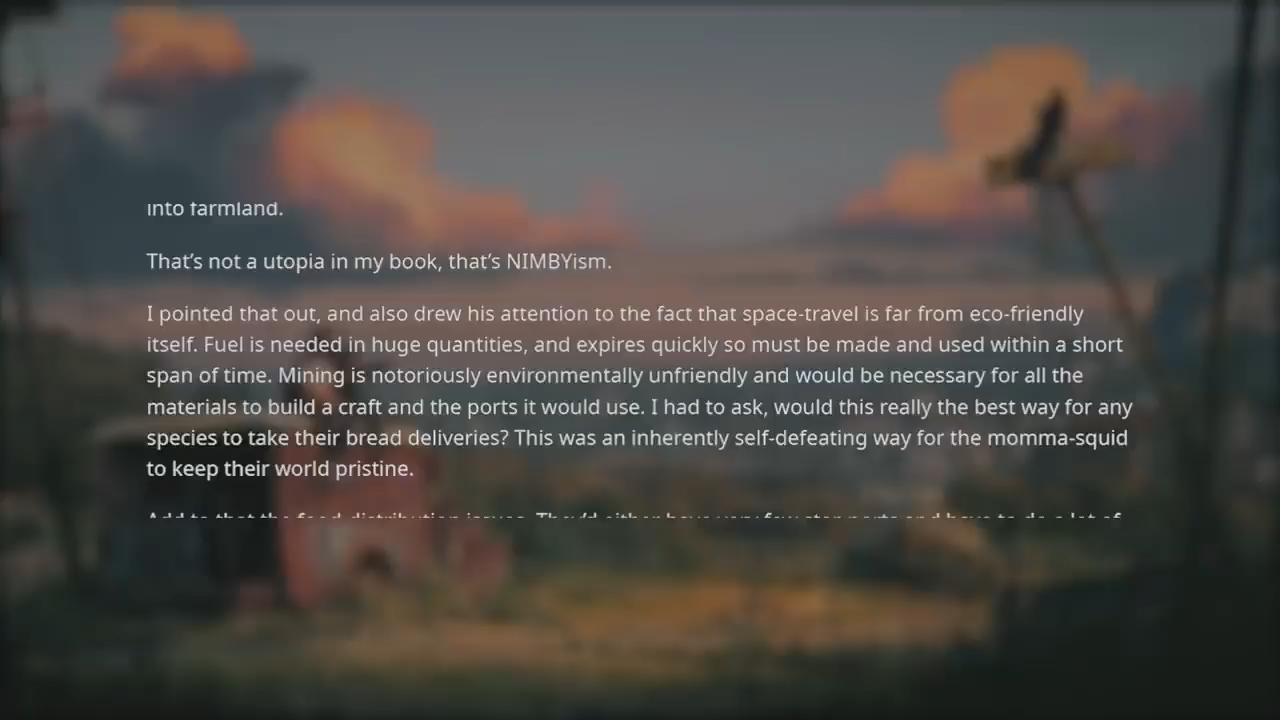 into farmland.
That’s not a utopia in my book, that’s NIMBYism.
I pointed that out, and also drew his attention to the fact that space-travel is far from eco-friendly
itself. Fuel is needed in huge quantities, and expires quickly so must be made and used within a short
span of time. Mining is notoriously environmentally unfriendly and would be necessary for all the
materials to build a craft and the ports it would use. I had to ask, would this really the best way for any
species to take their bread deliveries? This was an inherently self-defeating way for the momma-squid
to keep their world pristine.